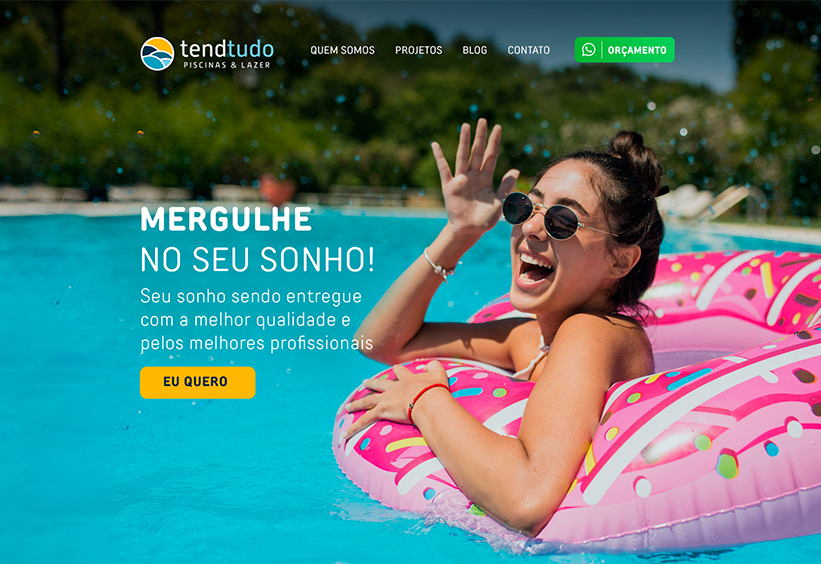 tendtudo
PISCINAS & LAZER
QUEM SOMOS
PROJETOS
BLOG
CONTATO
ORÇAMENTO
MERGULHE
NO SEU SONHO!
Seu sonho sendo entregue
com a melhor qualidade e
pelos melhores profissionais
EU QUERO